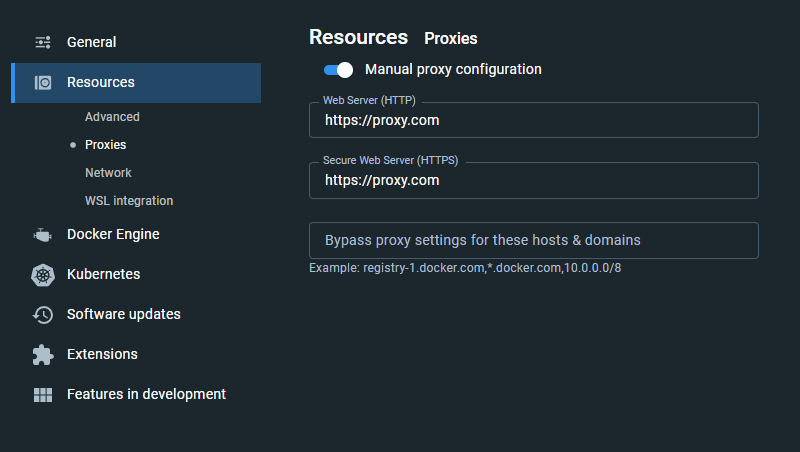 General
Resources
Advanced
Proxies
Network
WSL integration
Docker Engine
Kubernetes
Software updates
Extensions
Features in development
Resources Proxies
Manual proxy configuration
Web Server (HTTP)
https://proxy.com
Secure Web Server (HTTPS)
https://proxy.com
Bypass proxy settings for these hosts & domains
Example: registry-1.docker.com,*.docker.com,10.0.0.0/8